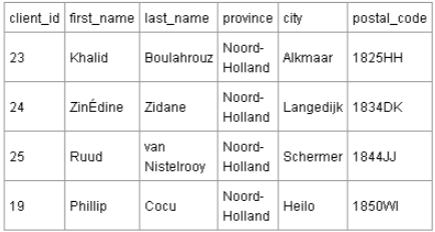 client_id first_name last_name province city postal_code
23 Khalid Boulahrouz Noord-Holland Alkmaar 1825HH
24 ZinÉdine Zidane Noord-Holland Langedijk 1834DK
25 Ruud van Nistelrooy Noord-Holland Schermer 1844JJ
19 Phillip Cocu Noord-Holland Heilo 1850WI